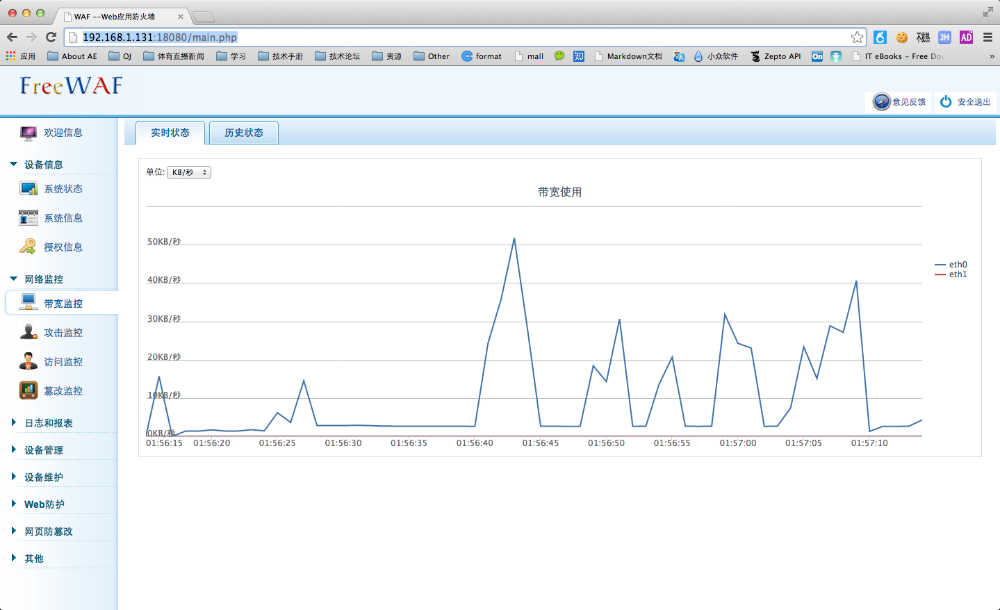 WAF --Web应用防火墙
192.168.1.131:18080/main.php
不发热
JH
AD
应用
About AE
OJ
体育直播新闻
学习
技术手册
技术论坛
资源
Other
format
mall
知
Markdown文档
小众软件
Zepto API
On
IT eBooks – Free Dow
»
FreeWAF
意见反馈
安全退出
欢迎信息
设备信息
系统状态
系统信息
授权信息
网络监控
带宽监控
攻击监控
访问监控
篡改监控
日志和报表
设备管理
设备维护
Web防护
网页防篡改
其他
实时状态
历史状态
单位: KB/秒
带宽使用
50KB/秒
40KB/秒
30KB/秒
20KB/秒
10KB/秒
0KB/秒
01:56:15 01:56:20 01:56:25 01:56:30 01:56:35 01:56:40 01:56:45 01:56:50 01:56:55 01:57:00 01:57:05 01:57:10
eth0
eth1